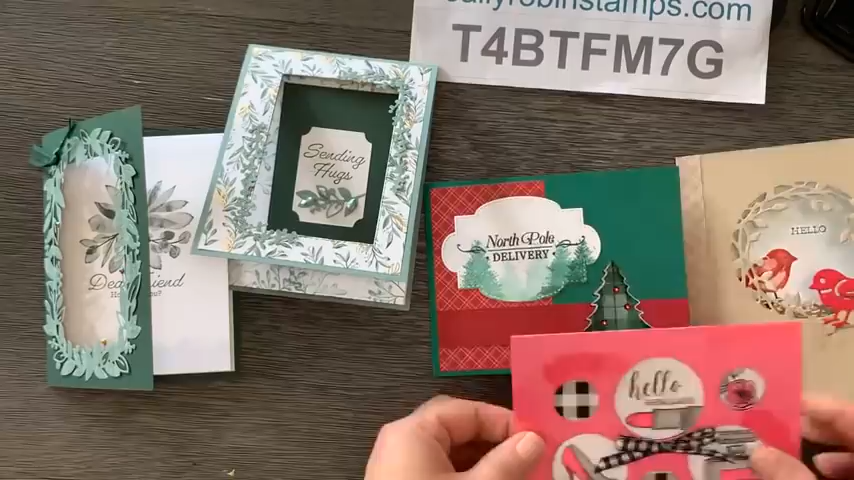 sallyrobinstamps.com
T4BTFM7G
Sending
Hugs
North Pole
DELIVERY
HELLO
Dear friend
hello